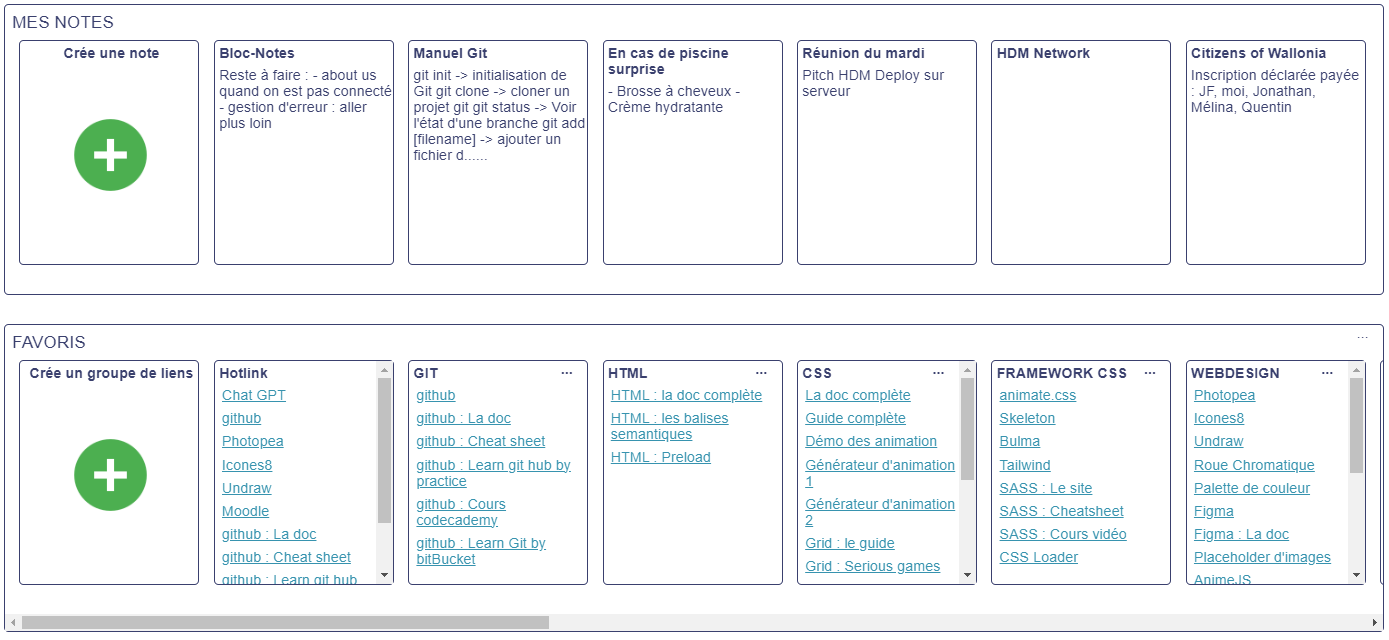 MES NOTES
Crée une note
Bloc-Notes
Reste à faire : - about us
quand on est pas connecté
- gestion d'erreur : aller
plus loin
Manuel Git
git init -> initialisation de
Git git clone -> cloner un
projet git git status -> Voir
l'état d'une branche git add
[filename] -> ajouter un
fichier d......
En cas de piscine
surprise
- Brosse à cheveux -
Crème hydratante
Réunion du mardi
Pitch HDM Deploy sur
serveur
HDM Network
Citizens of Wallonia
Inscription déclarée payée
: JF, moi, Jonathan,
Mélina, Quentin
FAVORIS
...
Crée un groupe de liens
Hotlink
Chat GPT
github
Photopea
Icones8
Undraw
Moodle
github : La doc
github : Cheat sheet
github : Learn git hub
GIT ...
github
github : La doc
github : Cheat sheet
github : Learn git hub by
practice
github : Cours
codecademy
github : Learn Git by
bitBucket
HTML ...
HTML : la doc complète
HTML : les balises
semantiques
HTML : Preload
CSS ...
La doc complète
Guide complète
Démo des animation
Générateur d'animation
1
Générateur d'animation
2
Grid : le guide
Grid : Serious games
FRAMEWORK CSS ...
animate.css
Skeleton
Bulma
Tailwind
SASS : Le site
SASS : Cheatsheet
SASS : Cours vidéo
CSS Loader
WEBDESIGN ...
Photopea
Icones8
Undraw
Roue Chromatique
Palette de couleur
Figma
Figma : La doc
Placeholder d'images
AnimeJS